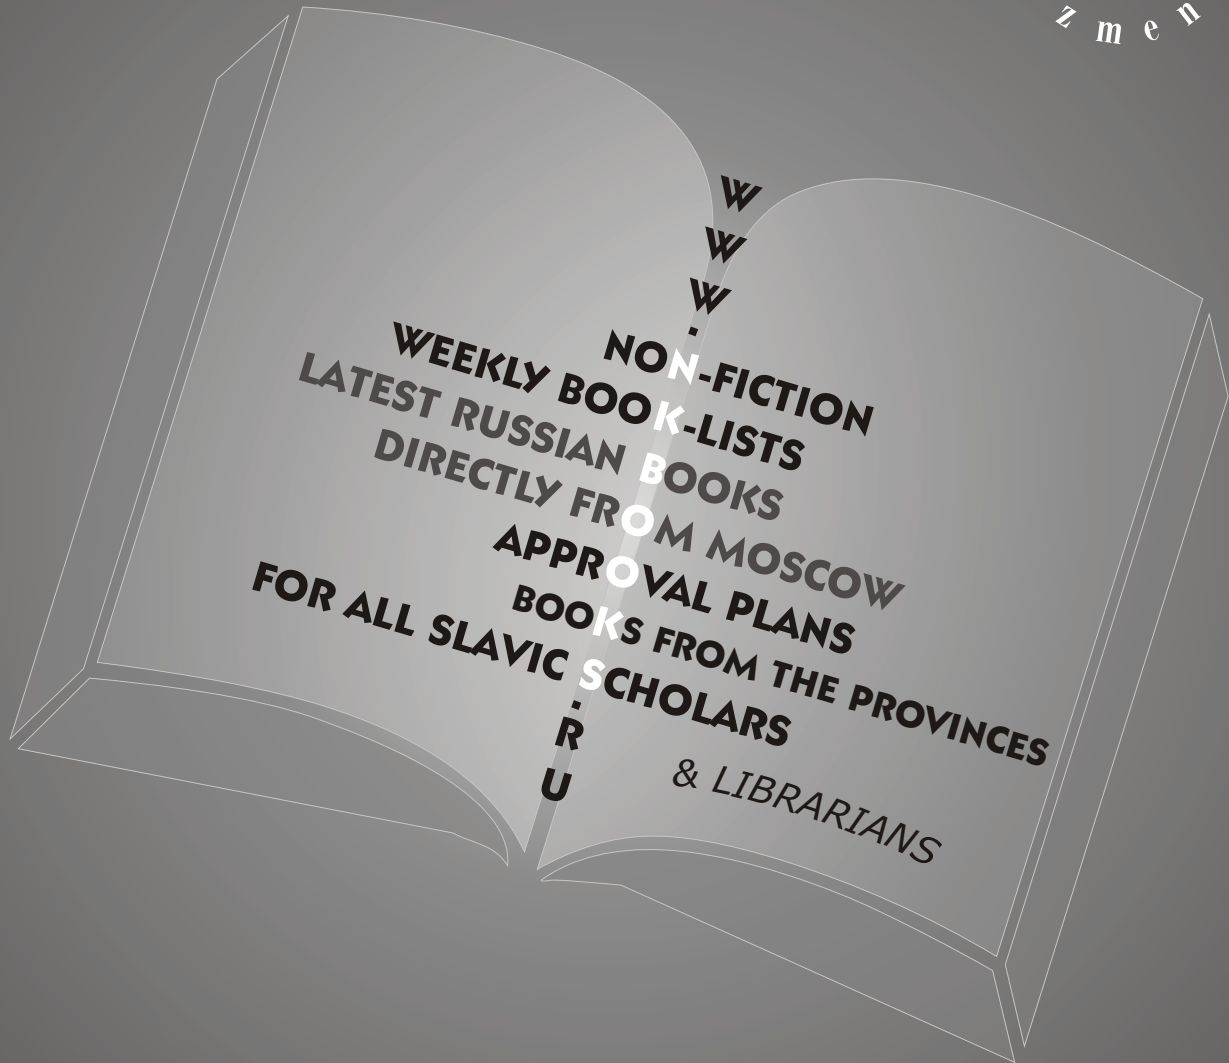 z m e n
W
W
W
.
NON-FICTION
WEEKLY BOOK-LISTS
LATEST RUSSIAN BOOKS
DIRECTLY FROM MOSCOW
APPROVAL PLANS
BOOKS FROM THE PROVINCES
FOR ALL SLAVIC SCHOLARS
.
R
U
& LIBRARIANS